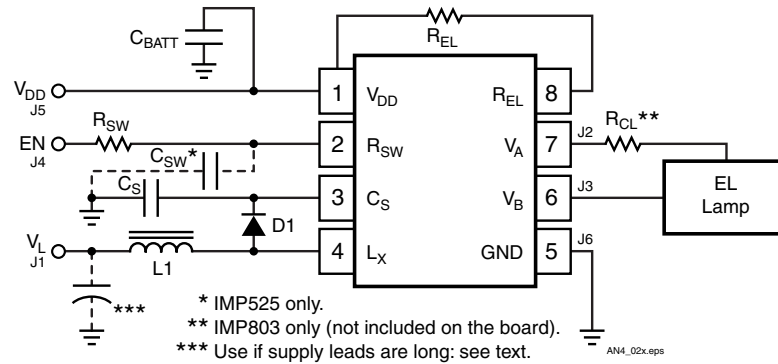 C_BATT
R_EL
V_DD
J5
1
V_DD
R_EL
8
EN
J4
R_SW
2
R_SW
V_A
7
J2
R_CL**
C_SW*
C_S
3
C_S
V_B
6
J3
EL
Lamp
D1
V_L
J1
L1
4
L_X
GND
5
J6
***
* IMP525 only.
** IMP803 only (not included on the board).
*** Use if supply leads are long: see text.
AN4_02x.eps